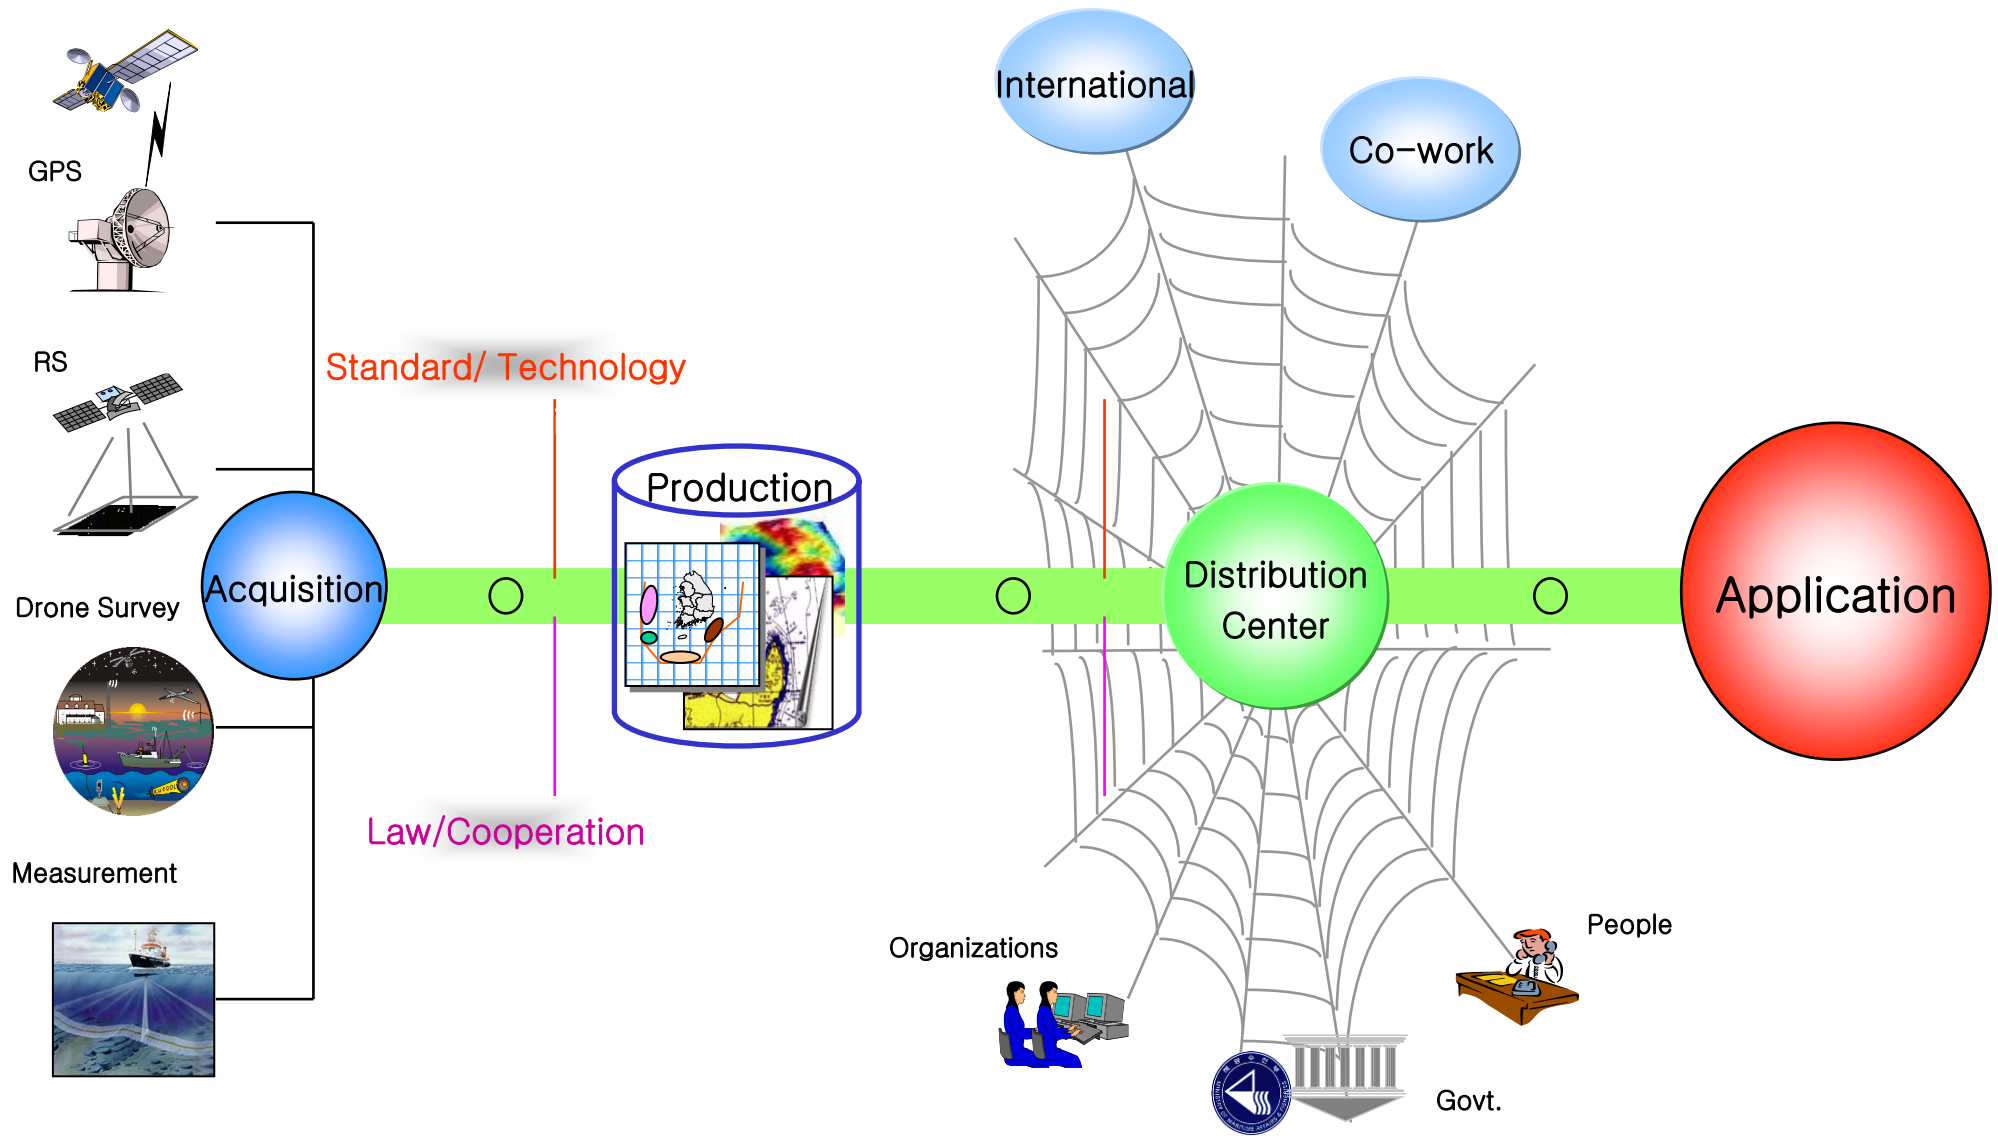 International
Co-work
GPS
RS
Standard/ Technology
Production
Acquisition
Distribution
Center
Application
Drone Survey
Law/Cooperation
Measurement
People
Organizations
Govt.